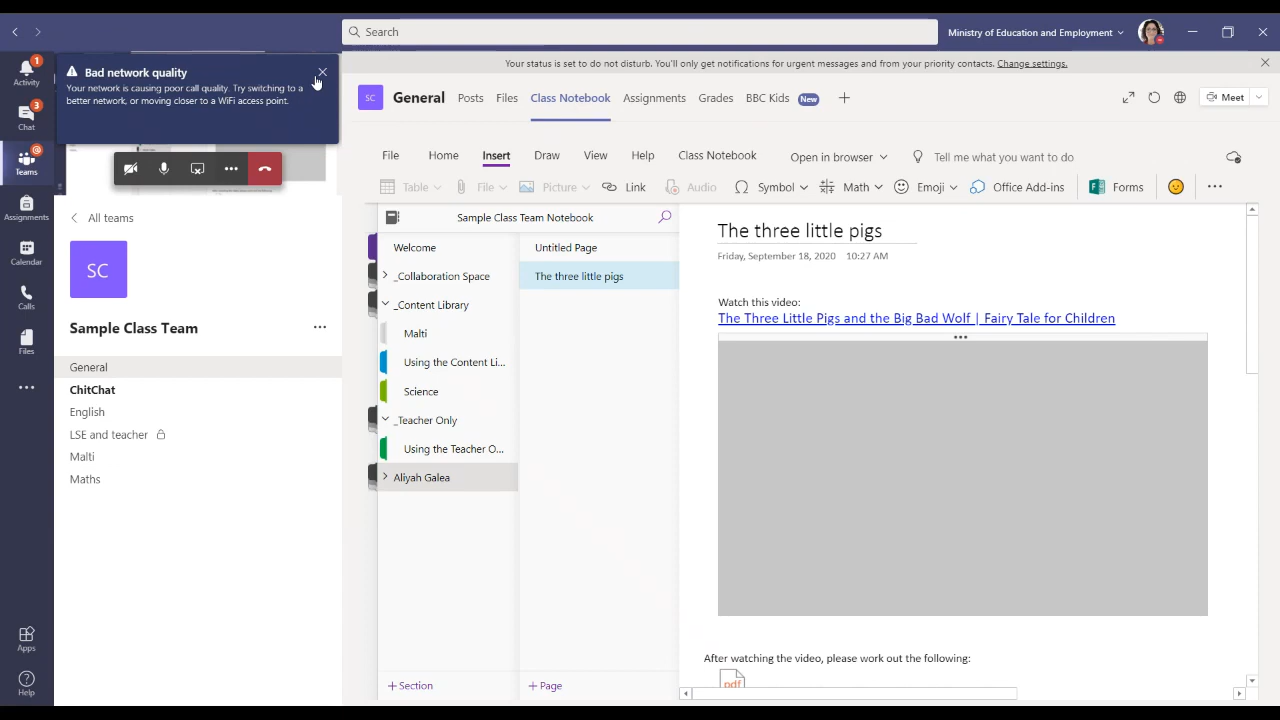 Search
Ministry of Education and Employment
Your status is set to do not disturb. You'll only get notifications for urgent messages and from your priority contacts. Change settings.
1
Activity
3
Chat
Teams
Assignments
Calendar
Calls
Files
Apps
Help
Bad network quality
Your network is causing poor call quality. Try switching to a
better network, or moving closer to a WiFi access point.
All teams
SC
Sample Class Team
General
ChitChat
English
LSE and teacher
Malti
Maths
SC
General Posts Files Class Notebook Assignments Grades BBC Kids New
Meet
File Home Insert Draw View Help Class Notebook Open in browser Tell me what you want to do
Table File Picture Link Audio Symbol Math Emoji Office Add-ins Forms
Sample Class Team Notebook
Welcome
_Collaboration Space
_Content Library
Malti
Using the Content Li...
Science
_Teacher Only
Using the Teacher O...
Aliyah Galea
+ Section
Untitled Page
The three little pigs
+ Page
The three little pigs
Friday, September 18, 2020 10:27 AM
Watch this video:
The Three Little Pigs and the Big Bad Wolf | Fairy Tale for Children
After watching the video, please work out the following:
pdf